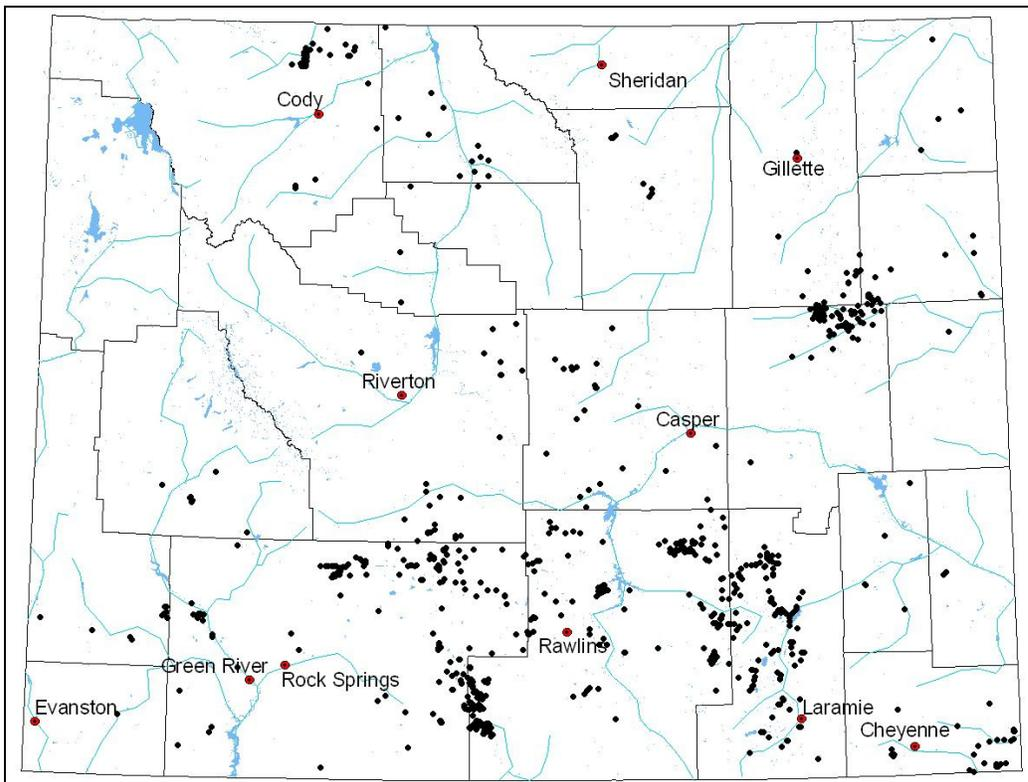 Sheridan
Cody
Gillette
Riverton
Casper
Rawlins
Green River
Rock Springs
Evanston
Laramie
Cheyenne